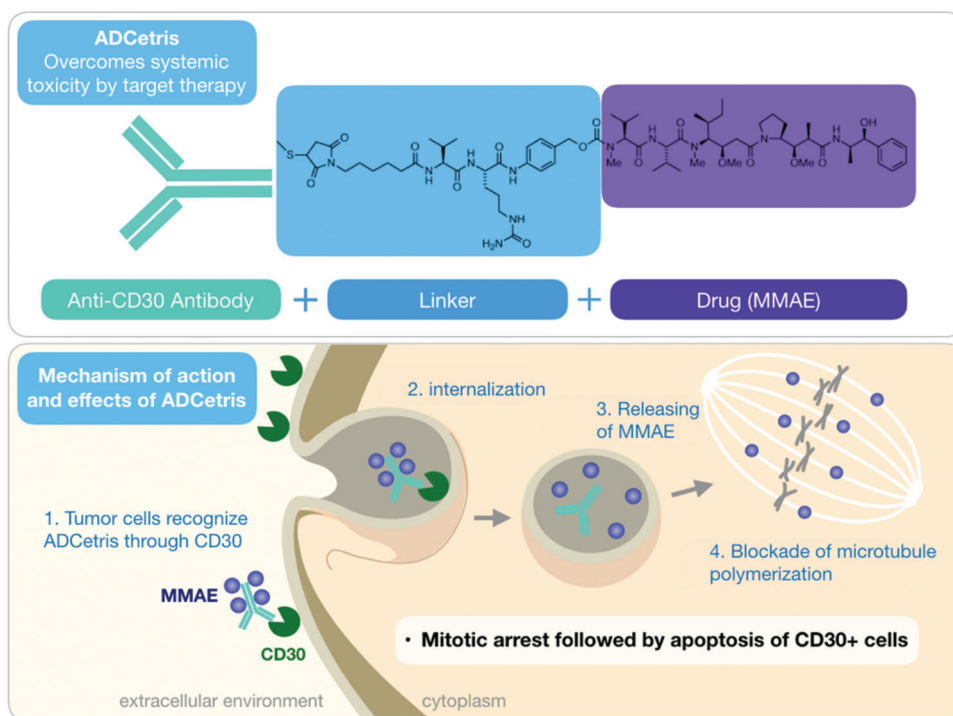 ADCetris
Overcomes systemic
toxicity by target therapy
S
O
N
O
O
N
H
O
H
N
O
N
H
NH
H₂N
O
O
O
N
Me
O
H
N
O
N
Me
OMe
O
N
OMe
O
N
H
OH
Anti-CD30 Antibody
+
Linker
+
Drug (MMAE)
Mechanism of action
and effects of ADCetris
2. internalization
3. Releasing
of MMAE
1. Tumor cells recognize
ADCetris through CD30
4. Blockade of microtubule
polymerization
MMAE
CD30
• Mitotic arrest followed by apoptosis of CD30+ cells
extracellular environment
cytoplasm